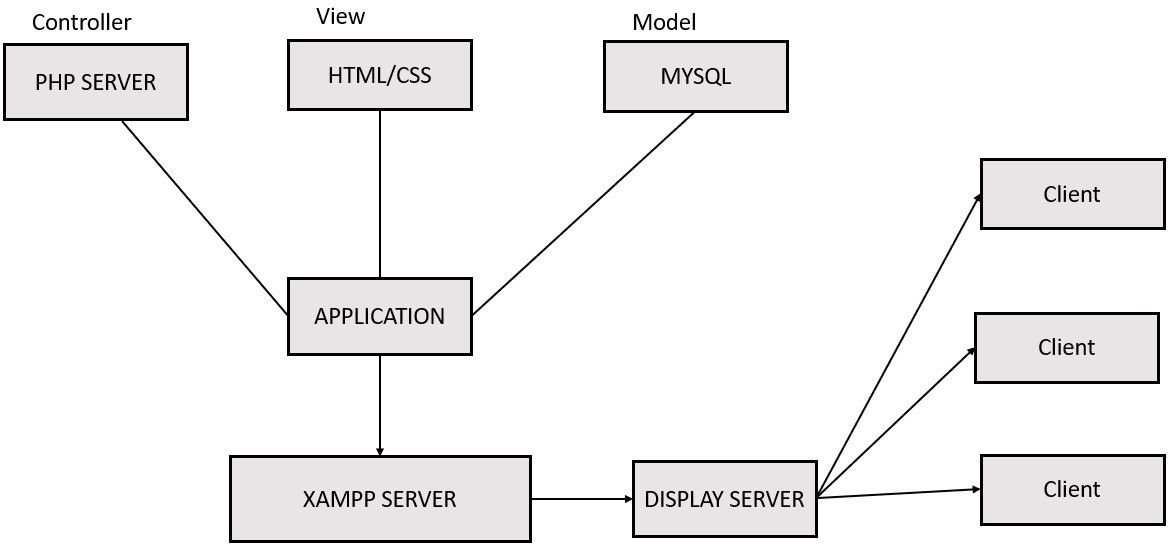 Controller
View
Model
PHP SERVER
HTML/CSS
MYSQL
Client
APPLICATION
Client
XAMPP SERVER
DISPLAY SERVER
Client